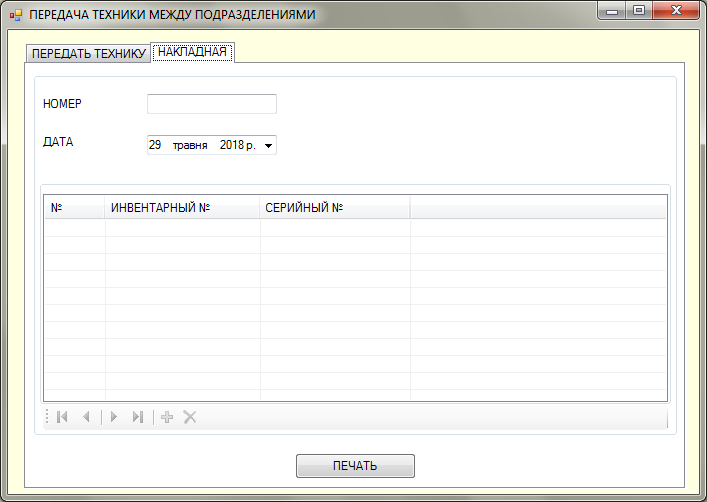 ПЕРЕДАЧА ТЕХНИКИ МЕЖДУ ПОДРАЗДЕЛЕНИЯМИ
ПЕРЕДАТЬ ТЕХНИКУ НАКЛАДНАЯ
НОМЕР
ДАТА 29 травня 2018 р.
№ ИНВЕНТАРНЫЙ № СЕРИЙНЫЙ №
ПЕЧАТЬ